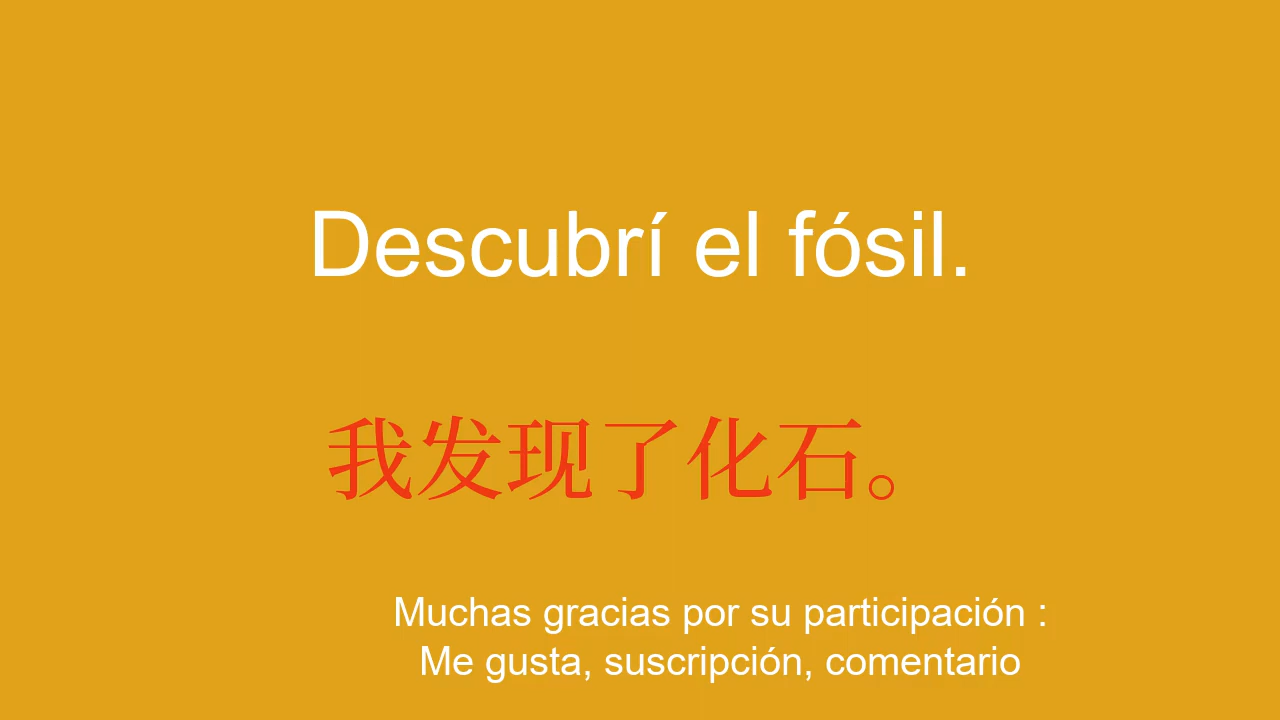 Descubrí el fósil.
我发现了化石。
Muchas gracias por su participación :
Me gusta, suscripción, comentario